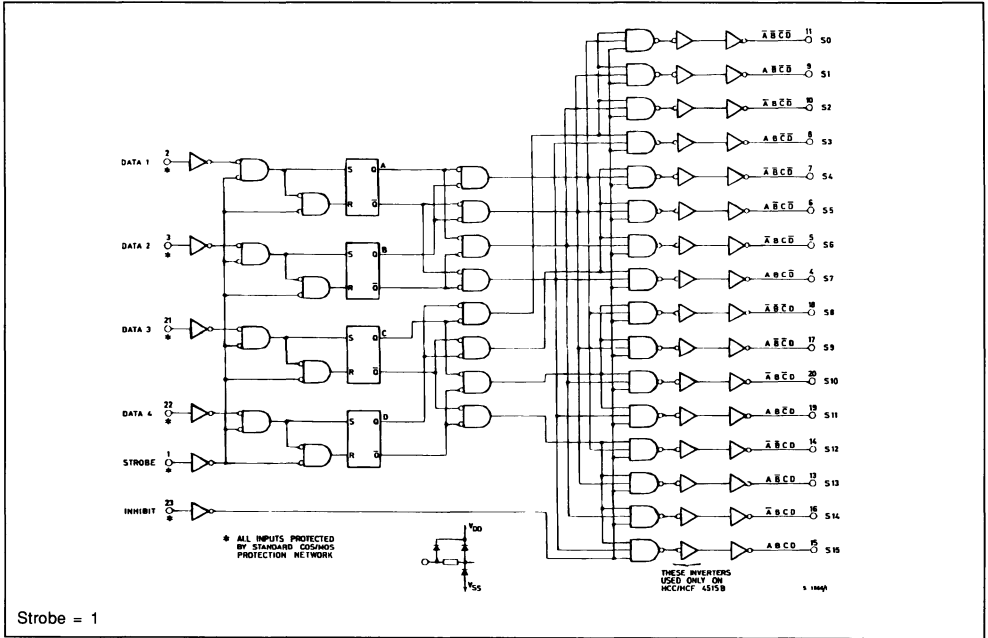 11 A̅ B̅ C̅ D̅ S0
9 A B̅ C̅ D̅ S1
10 A̅ B C̅ D̅ S2
8 A B C̅ D̅ S3
DATA 1 2 *
S Q A
R Q̅
7 A̅ B̅ C D̅ S4
6 A B̅ C D̅ S5
DATA 2 3 *
S Q B
R Q̅
5 A̅ B C D̅ S6
4 A B C D̅ S7
DATA 3 21 *
S Q C
R Q̅
18 A̅ B̅ C̅ D S8
17 A B̅ C̅ D S9
20 A̅ B C̅ D S10
DATA 4 22 *
S Q D
R Q̅
19 A B C̅ D S11
14 A̅ B̅ C D S12
STROBE 1 *
13 A B̅ C D S13
INHIBIT 23 *
16 A̅ B C D S14
15 A B C D S15
* ALL INPUTS PROTECTED
BY STANDARD COS/MOS
PROTECTION NETWORK
VDD
VSS
THESE INVERTERS
USED ONLY ON
HCC/HCF 4515B
Strobe = 1